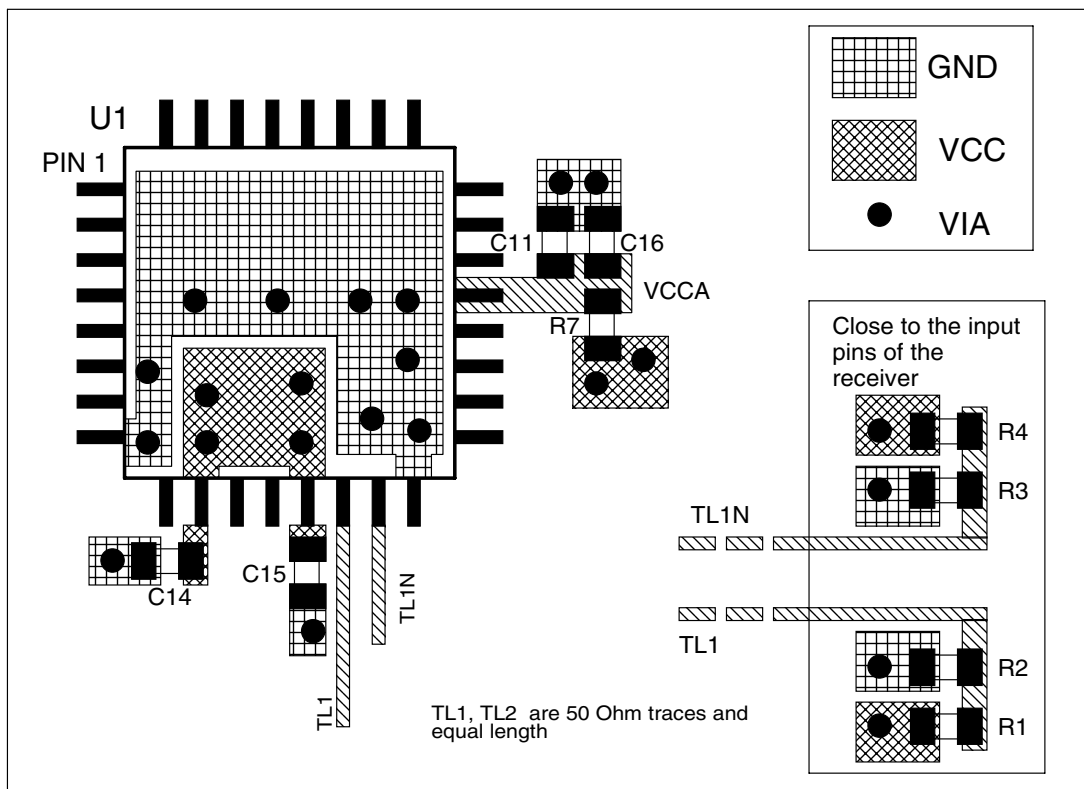 U1
PIN 1
GND
VCC
VIA
C11
C16
VCCA
R7
Close to the input
pins of the
receiver
R4
R3
TL1N
C15
C14
TL1N
TL1
TL1
R2
R1
TL1, TL2 are 50 Ohm traces and
equal length